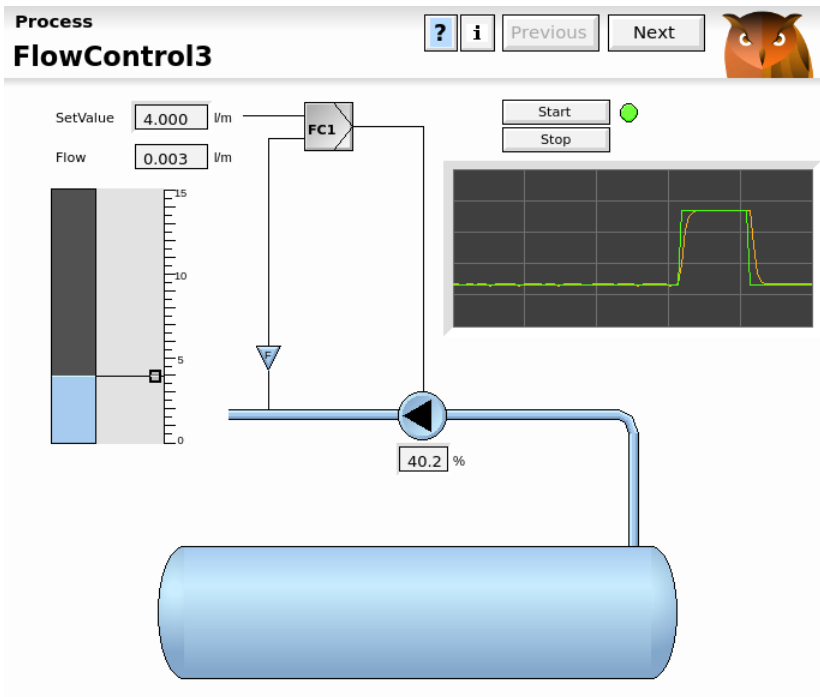 Process
FlowControl3
? i Previous Next
SetValue 4.000 l/m
FC1
Start
Flow 0.003 l/m
Stop
15
10
5
0
F
40.2 %